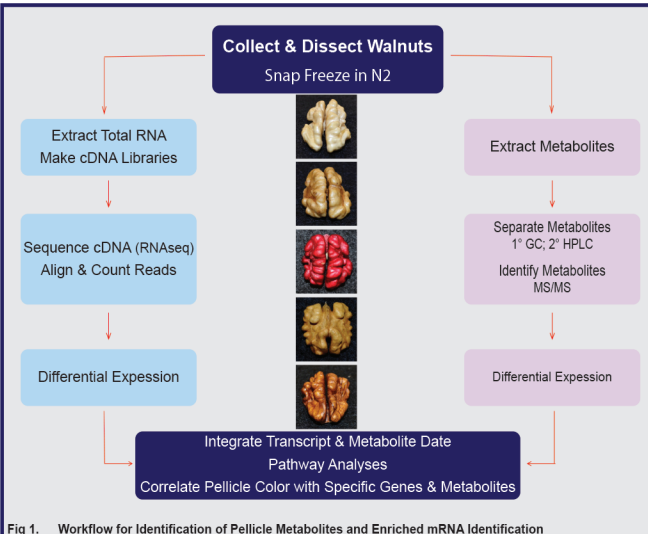 Collect & Dissect Walnuts
Snap Freeze in N2
Extract Total RNA
Make cDNA Libraries
Sequence cDNA (RNAseq)
Align & Count Reads
Differential Expession
Extract Metabolites
Separate Metabolites
1° GC; 2° HPLC
Identify Metabolites
MS/MS
Differential Expession
Integrate Transcript & Metabolite Date
Pathway Analyses
Correlate Pellicle Color with Specific Genes & Metabolites
Fig 1. Workflow for Identification of Pellicle Metabolites and Enriched mRNA Identification